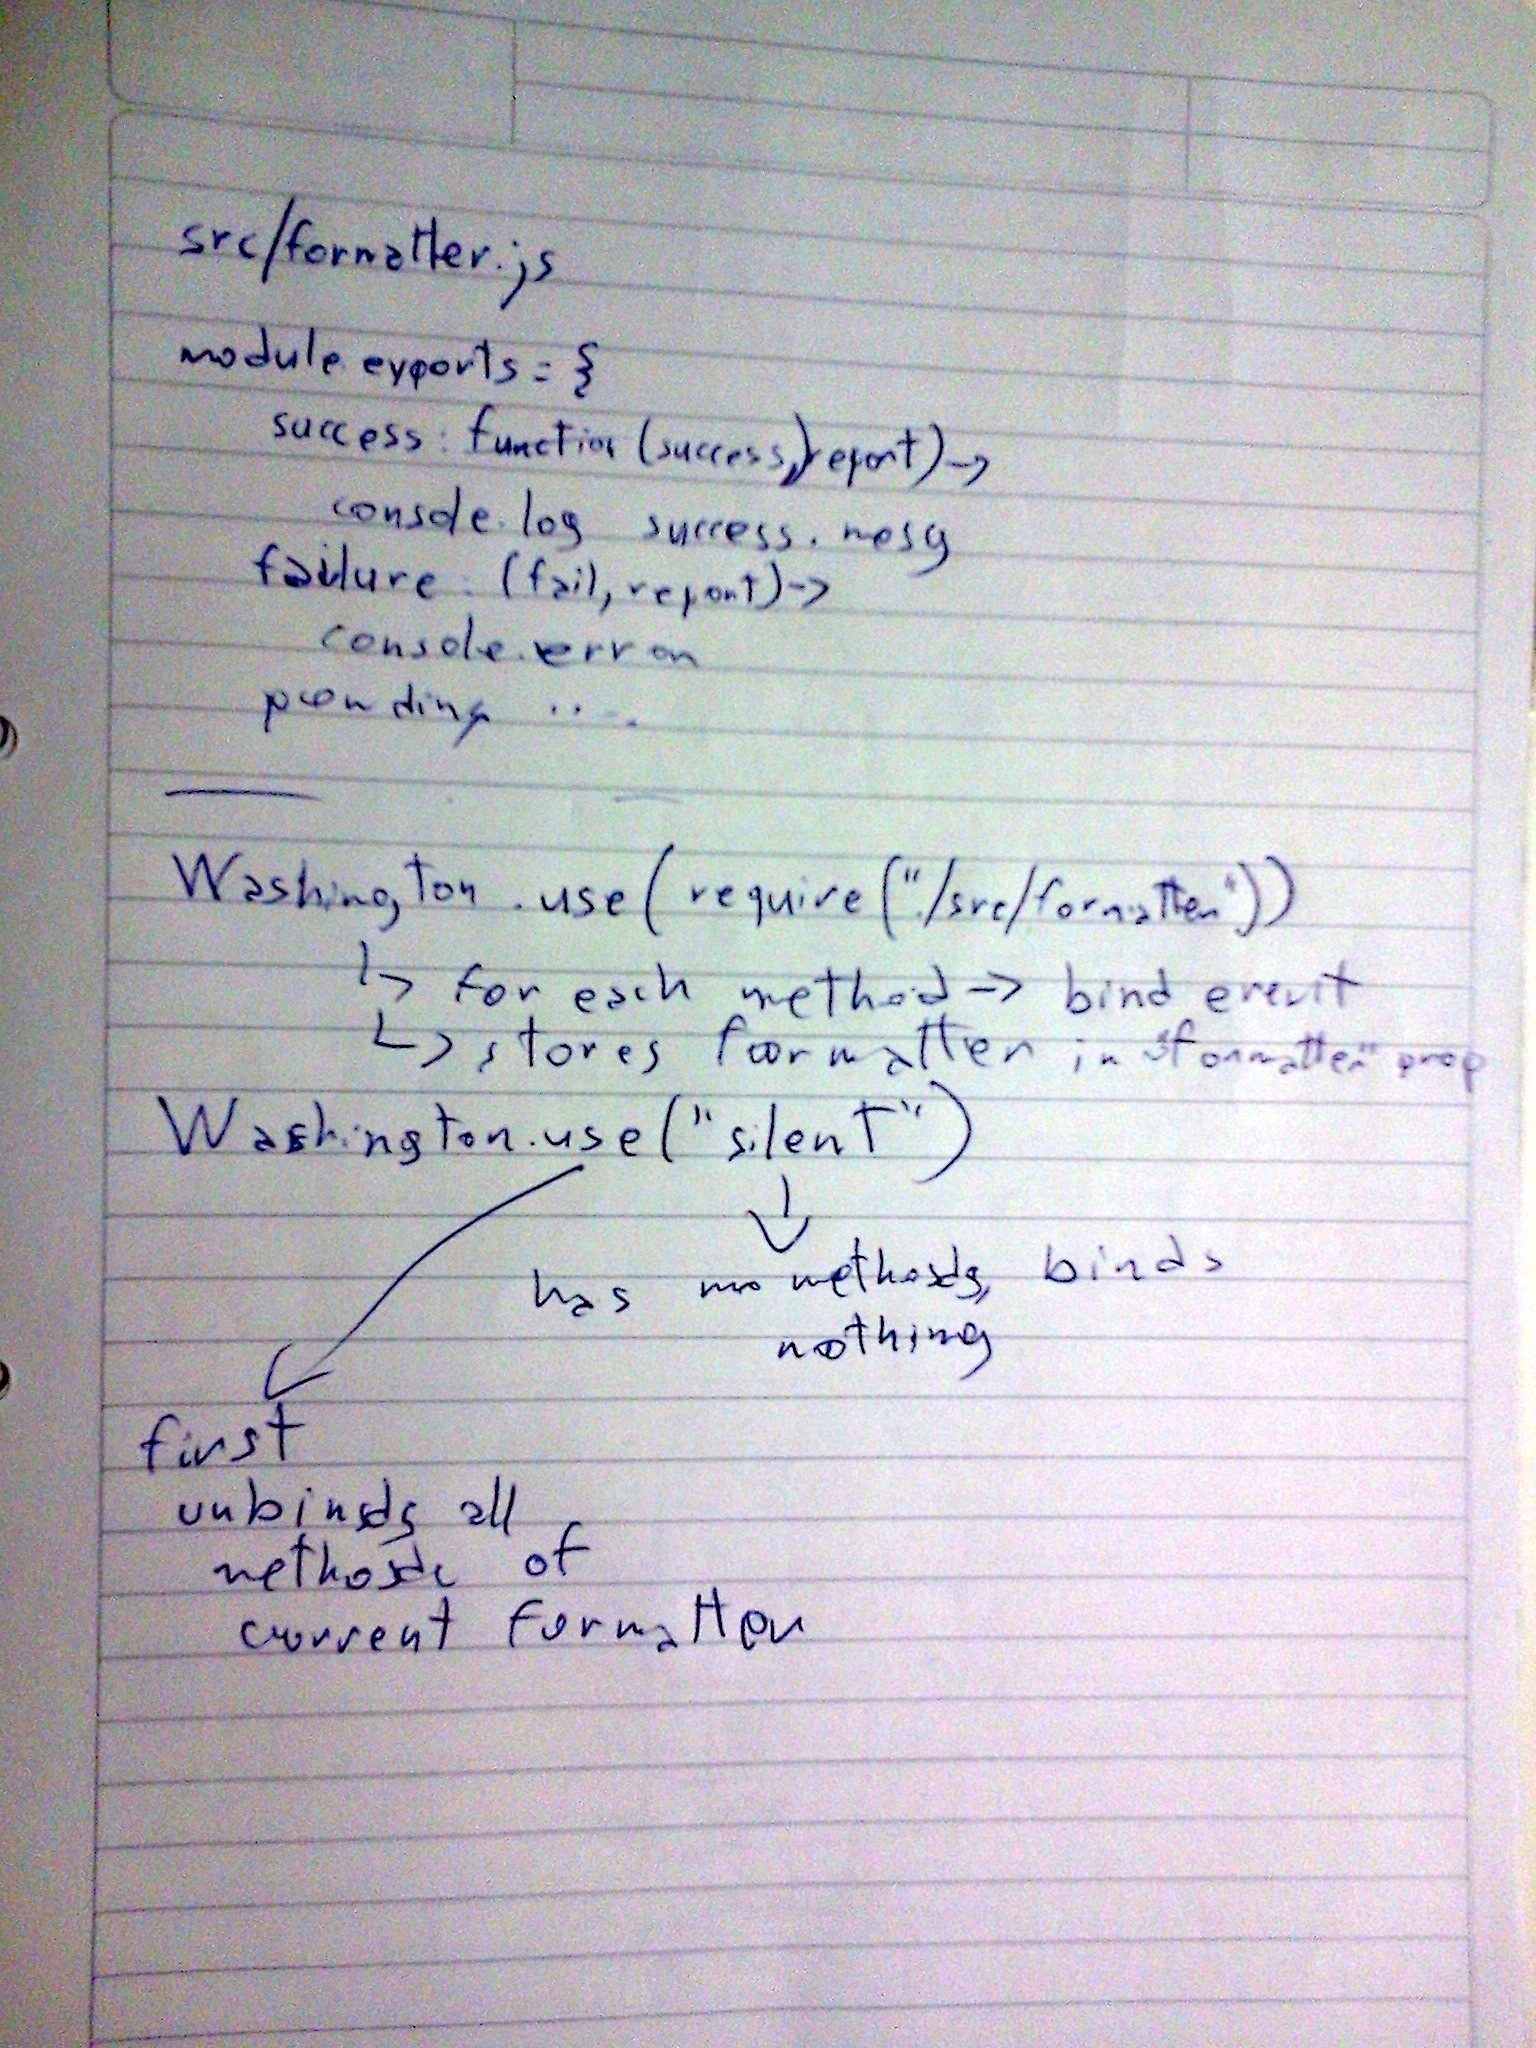 src/formatter.js
module.exports = {
success: function (success, report) ->
console.log success.mesg
failure: (fail, report) ->
console.error
pending ....
Washington.use(require("./src/formatter"))
↳ for each method -> bind event
↳ stores formatter in "formatter" prop
Washington.use("silent")
has no methods, binds
nothing
first
unbinds all
methods of
current formatter